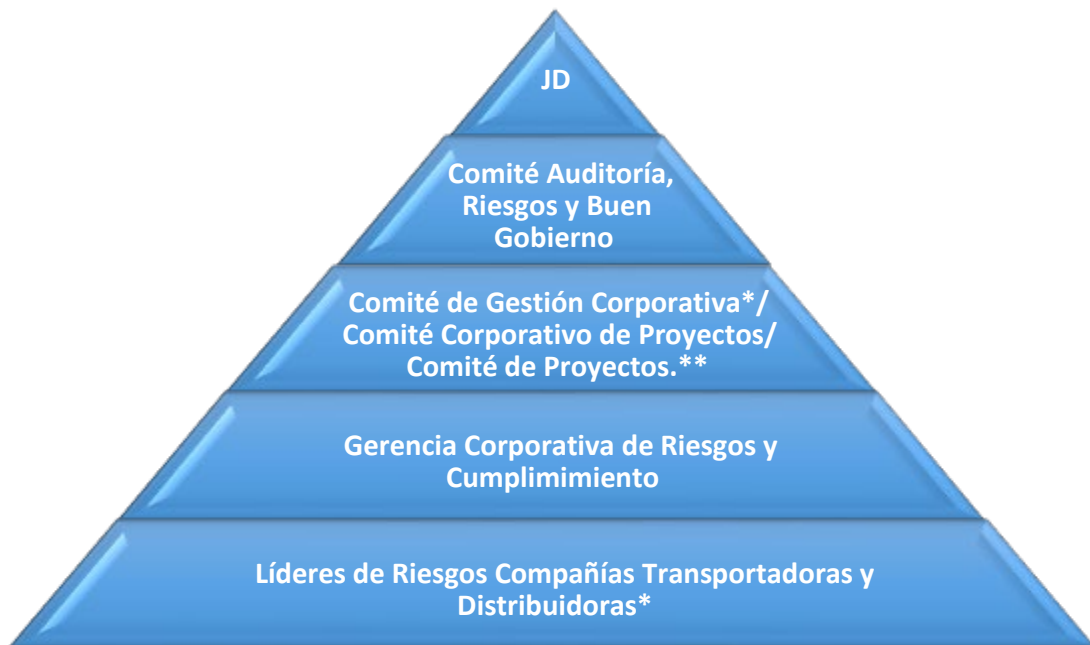 JD
Comité Auditoría,
Riesgos y Buen
Gobierno
Comité de Gestión Corporativa*/
Comité Corporativo de Proyectos/
Comité de Proyectos.**
Gerencia Corporativa de Riesgos y
Cumplimimiento
Líderes de Riesgos Compañías Transportadoras y
Distribuidoras*